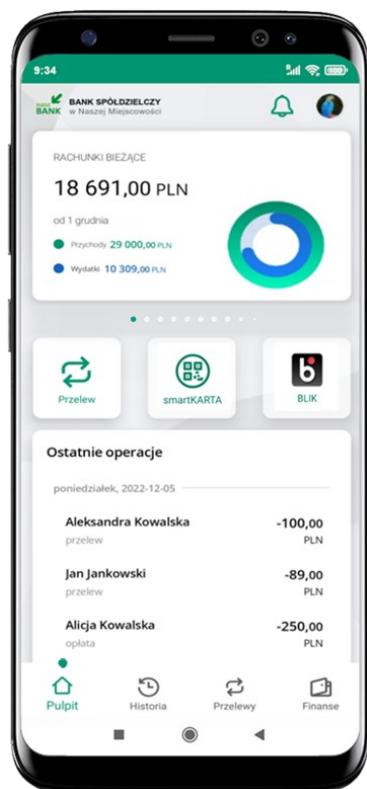 9:34
nasz BANK
BANK SPÓŁDZIELCZY
w Naszej Miejscowości
RACHUNKI BIEŻĄCE
18 691,00 PLN
od 1 grudnia
Przychody 29 000,00 PLN
Wydatki 10 309,00 PLN
Przelew
smartKARTA
BLIK
Ostatnie operacje
poniedziałek, 2022-12-05
Aleksandra Kowalska
-100,00
przelew
PLN
Jan Jankowski
-89,00
przelew
PLN
Alicja Kowalska
-250,00
opłata
PLN
Pulpit
Historia
Przelewy
Finanse